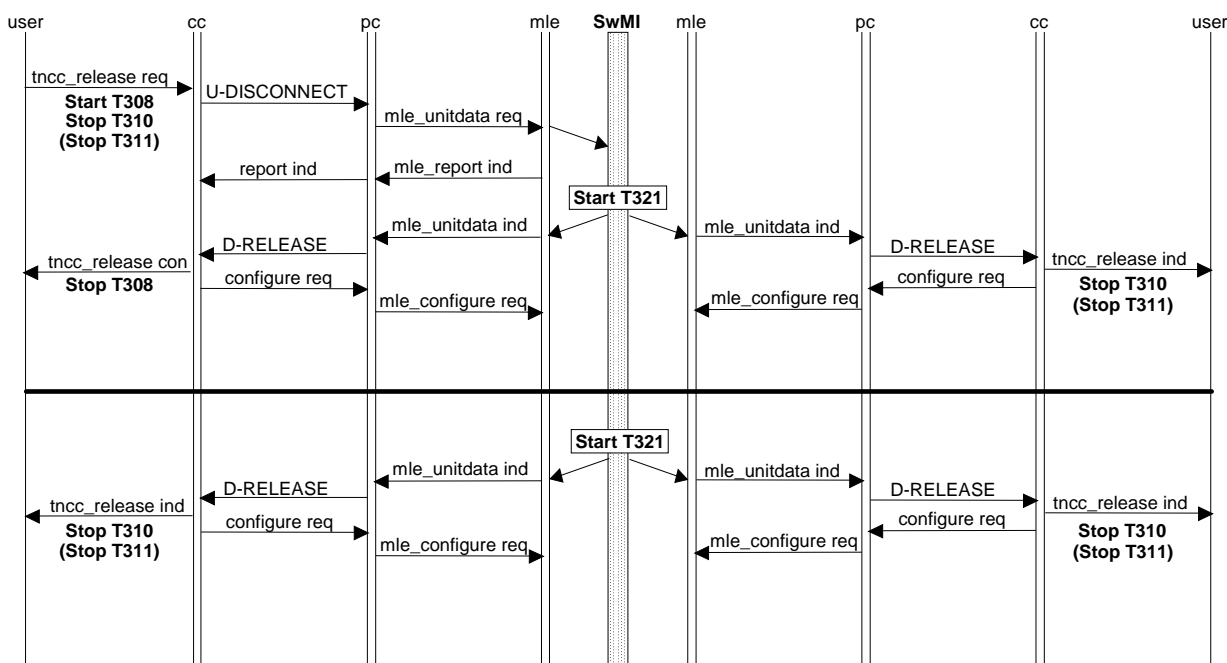 user cc pc mle SwMI mle pc cc user
tncc_release req
Start T308
Stop T310
(Stop T311)
U-DISCONNECT
mle_unitdata req
report ind
mle_report ind
Start T321
mle_unitdata ind
mle_unitdata ind
D-RELEASE
D-RELEASE
tncc_release con
Stop T308
configure req
mle_configure req
configure req
mle_configure req
tncc_release ind
Stop T310
(Stop T311)
Start T321
mle_unitdata ind
mle_unitdata ind
D-RELEASE
D-RELEASE
tncc_release ind
Stop T310
(Stop T311)
configure req
mle_configure req
configure req
mle_configure req
tncc_release ind
Stop T310
(Stop T311)